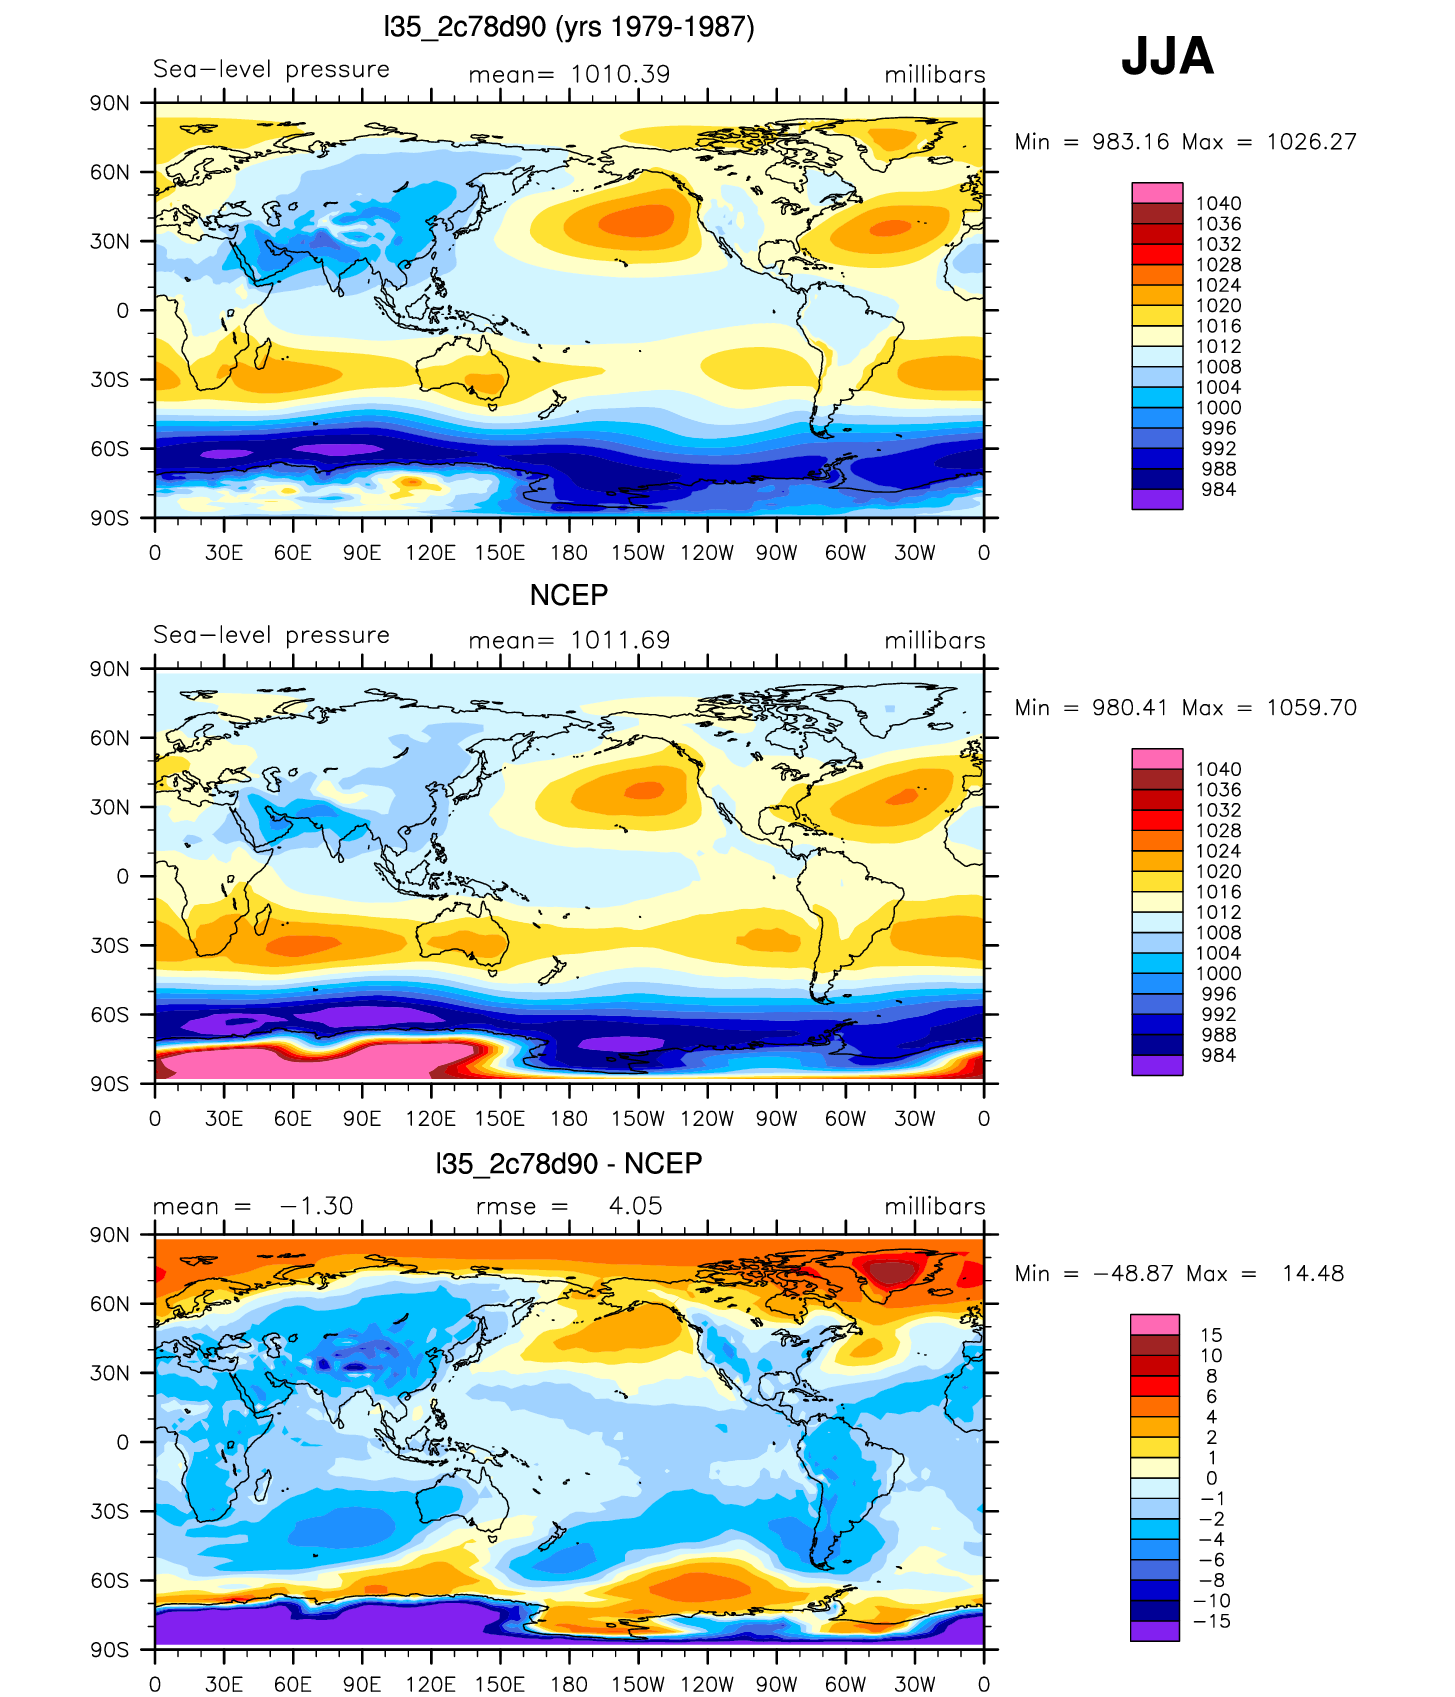 l35_2c78d90 (yrs 1979-1987)
JJA
Sea-level pressure mean= 1010.39 millibars
Min = 983.16 Max = 1026.27
90N
60N
30N
0
30S
60S
90S
0 30E 60E 90E 120E 150E 180 150W 120W 90W 60W 30W 0
1040
1036
1032
1028
1024
1020
1016
1012
1008
1004
1000
996
992
988
984
NCEP
Sea-level pressure mean= 1011.69 millibars
Min = 980.41 Max = 1059.70
90N
60N
30N
0
30S
60S
90S
0 30E 60E 90E 120E 150E 180 150W 120W 90W 60W 30W 0
1040
1036
1032
1028
1024
1020
1016
1012
1008
1004
1000
996
992
988
984
l35_2c78d90 - NCEP
mean = -1.30 rmse = 4.05 millibars
Min = -48.87 Max = 14.48
90N
60N
30N
0
30S
60S
90S
0 30E 60E 90E 120E 150E 180 150W 120W 90W 60W 30W 0
15
10
8
6
4
2
1
0
-1
-2
-4
-6
-8
-10
-15